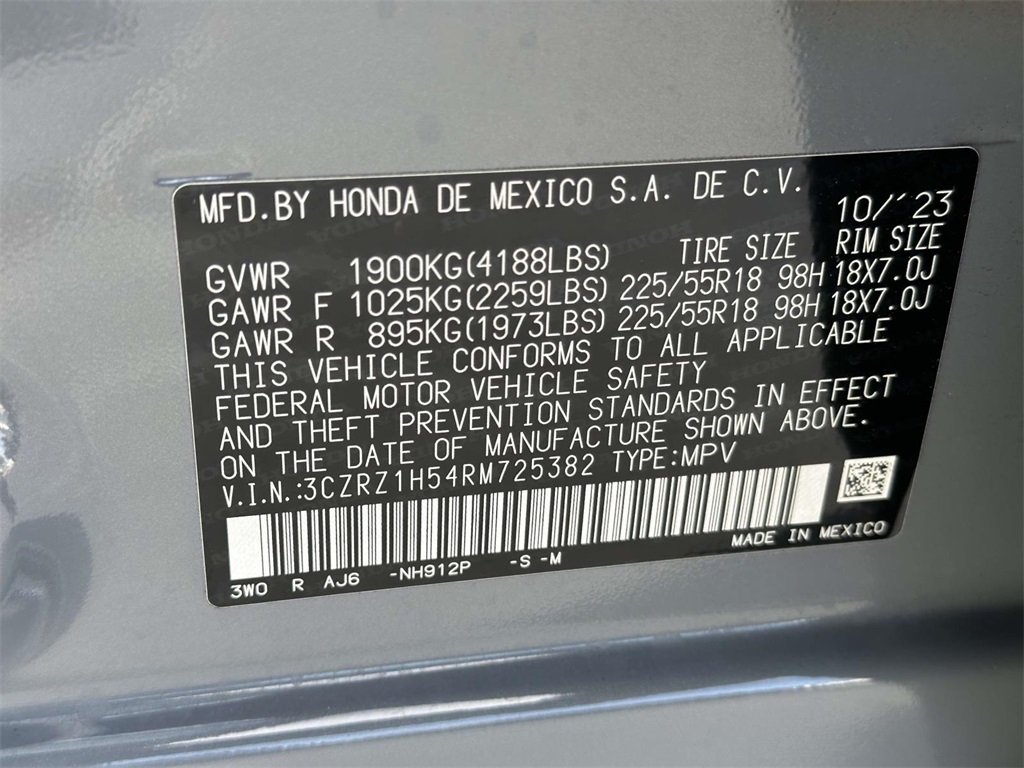 MFD.BY HONDA DE MEXICO S.A. DE C.V. 10/'23
TIRE SIZE RIM SIZE
GVWR 1900KG(4188LBS)
GAWR F 1025KG(2259LBS) 225/55R18 98H 18X7.0J
GAWR R 895KG(1973LBS) 225/55R18 98H 18X7.0J
THIS VEHICLE CONFORMS TO ALL APPLICABLE
FEDERAL MOTOR VEHICLE SAFETY
AND THEFT PREVENTION STANDARDS IN EFFECT
ON THE DATE OF MANUFACTURE SHOWN ABOVE.
V.I.N.:3CZRZ1H54RM725382 TYPE:MPV
MADE IN MEXICO
3WO R AJ6 -NH912P -S -M